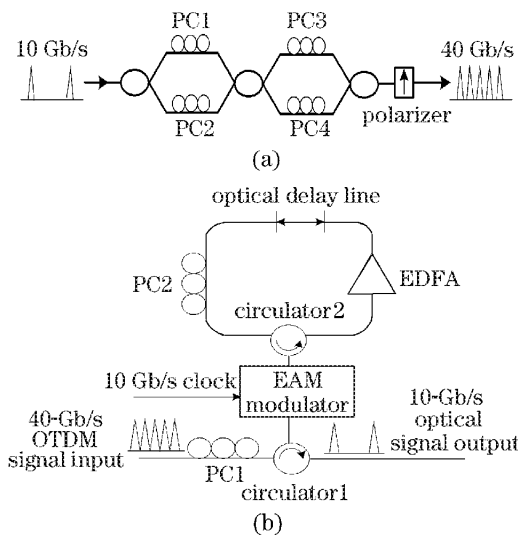 PC1
PC3
10 Gb/s
40 Gb/s
PC2
PC4
polarizer
(a)
optical delay line
PC2
EDFA
circulator2
10 Gb/s clock
EAM
modulator
40-Gb/s
OTDM
signal input
10-Gb/s
optical
signal output
PC1
circulator1
(b)